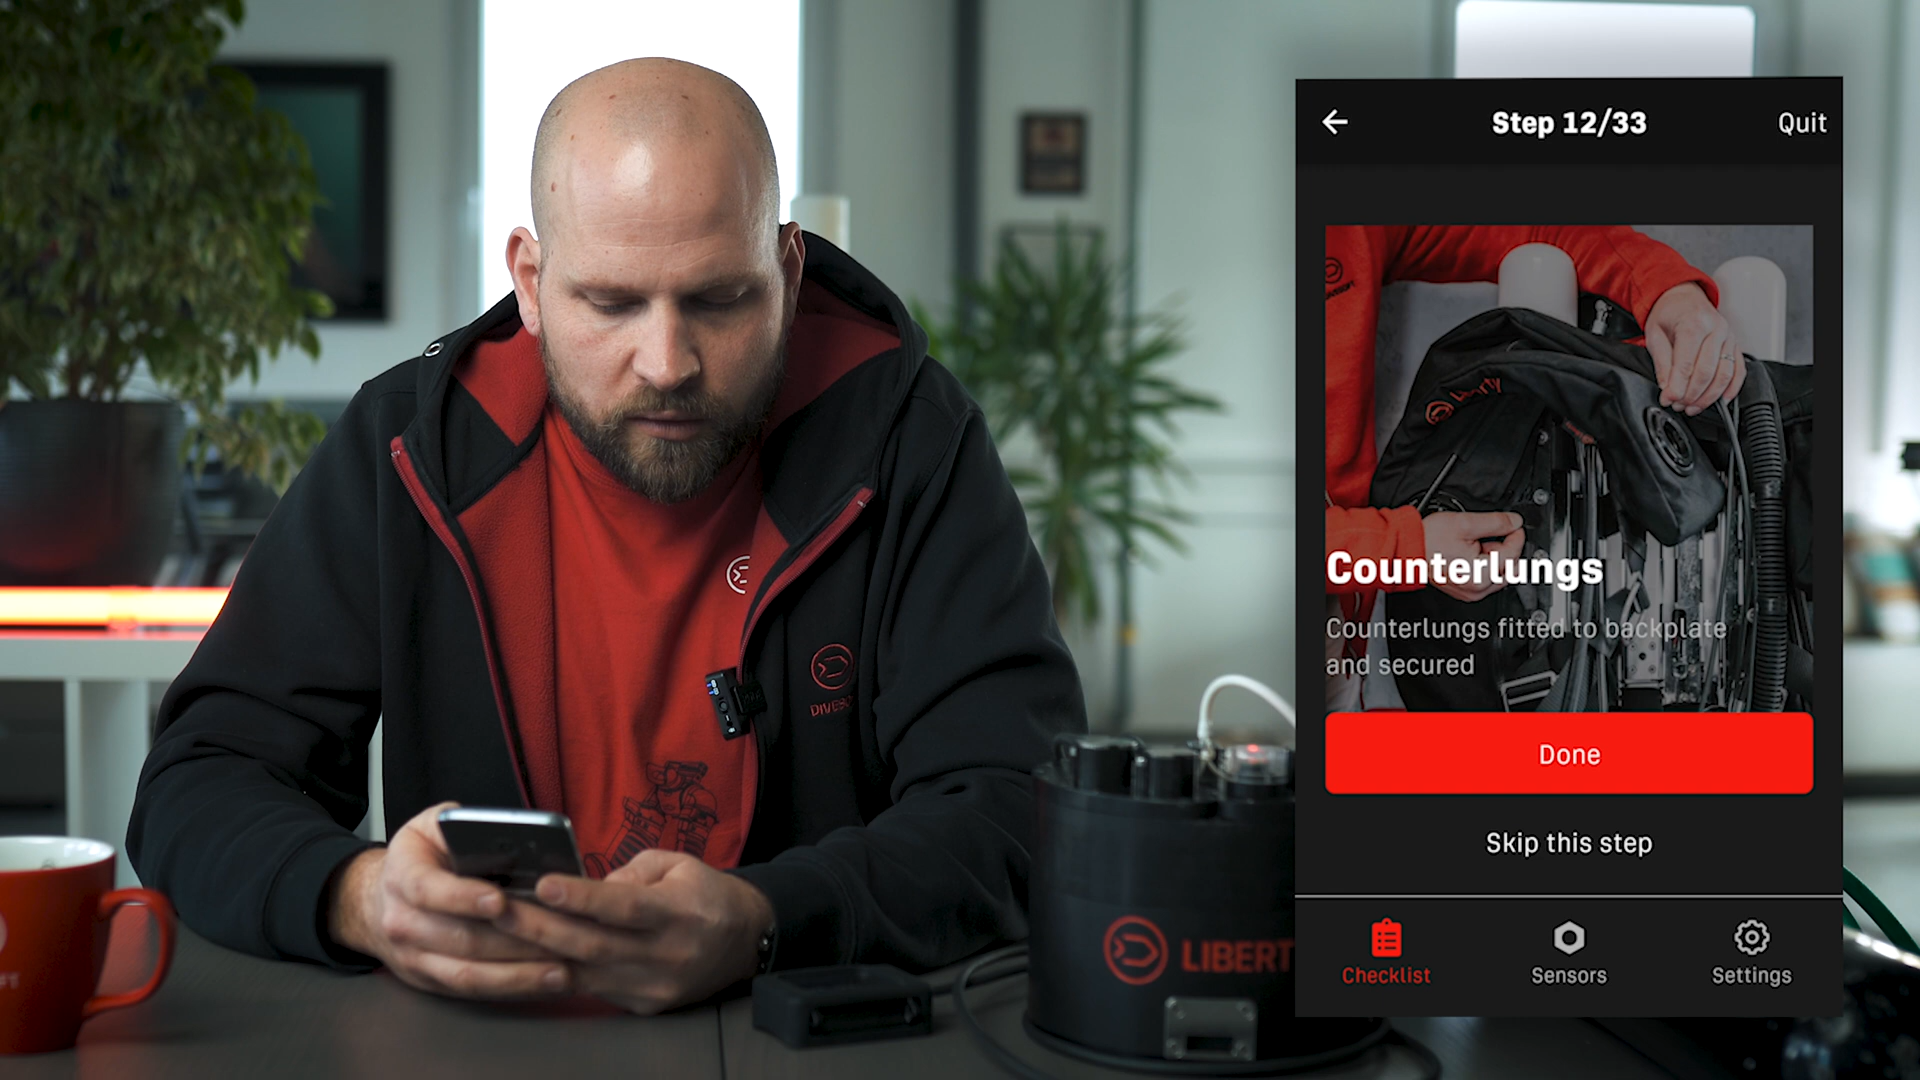 Step 12/33
Quit
Liberty
Counterlungs
Counterlungs fitted to backplate
and secured
Done
Skip this step
Checklist
Sensors
Settings
LIBERT